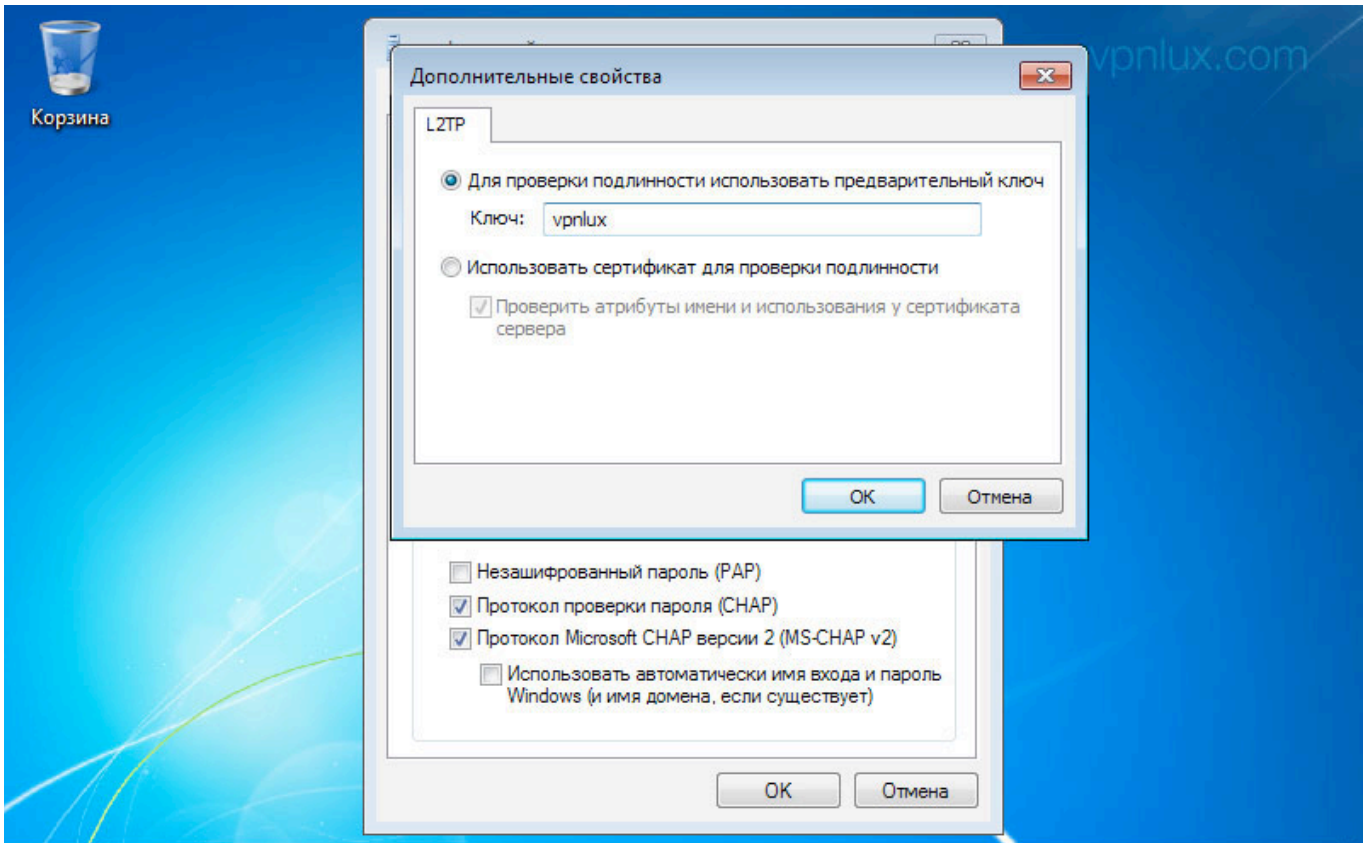 Корзина
vpnlux.com
Дополнительные свойства
L2TP
Для проверки подлинности использовать предварительный ключ
Ключ: vpnlux
Использовать сертификат для проверки подлинности
Проверить атрибуты имени и использования у сертификата
сервера
OK Отмена
Незашифрованный пароль (PAP)
Протокол проверки пароля (CHAP)
Протокол Microsoft CHAP версии 2 (MS-CHAP v2)
Использовать автоматически имя входа и пароль
Windows (и имя домена, если существует)
OK Отмена